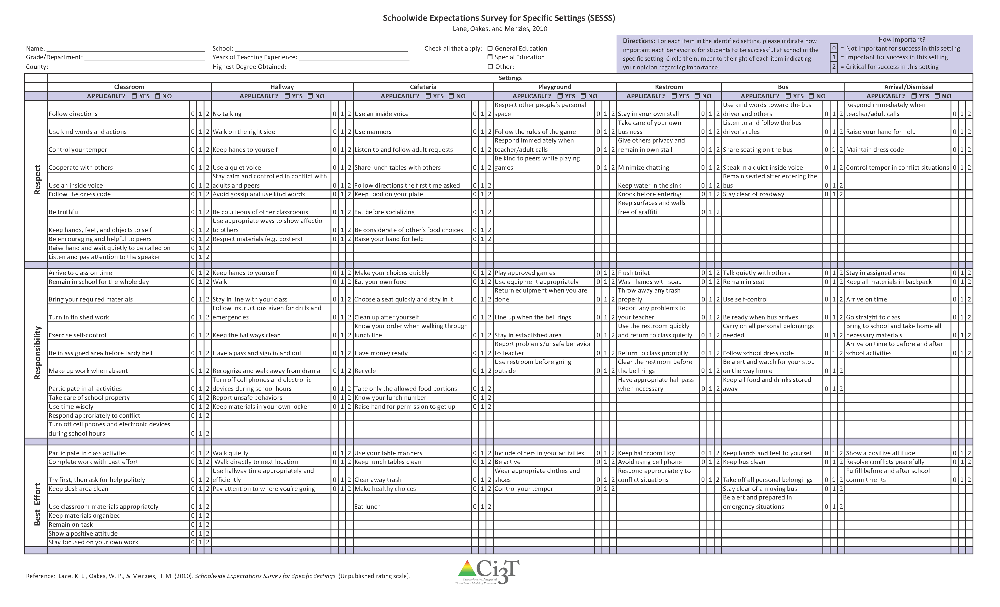 Schoolwide Expectations Survey for Specific Settings (SESSS)
Lane, Oakes, and Menzies, 2010
Name: School: Check all that apply: ❒ General Education
Grade/Department: Years of Teaching Experience: ❒ Special Education
County: Highest Degree Obtained: ❒ Other:
Directions: For each item in the identified setting, please indicate how
important each behavior is for students to be successful at school in the
specific setting. Circle the number to the right of each item indicating
your opinion regarding importance.
How Important?
0 = Not Important for success in this setting
1 = Important for success in this setting
2 = Critical for success in this setting
Settings
Classroom Hallway Cafeteria Playground Restroom Bus Arrival/Dismissal
APPLICABLE? ❒ YES ❒ NO APPLICABLE? ❒ YES ❒ NO APPLICABLE? ❒ YES ❒ NO APPLICABLE? ❒ YES ❒ NO APPLICABLE? ❒ YES ❒ NO APPLICABLE? ❒ YES ❒ NO APPLICABLE? ❒ YES ❒ NO
Respect
Respect other people's personal Use kind words toward the bus Respond immediately when
Follow directions 0 1 2 No talking 0 1 2 Use an inside voice 0 1 2 space 0 1 2 Stay in your own stall 0 1 2 driver and others 0 1 2 teacher/adult calls 0 1 2
Take care of your own Listen to and follow the bus
Use kind words and actions 0 1 2 Walk on the right side 0 1 2 Use manners 0 1 2 Follow the rules of the game 0 1 2 business 0 1 2 driver's rules 0 1 2 Raise your hand for help 0 1 2
Respond immediately when Give others privacy and
Control your temper 0 1 2 Keep hands to yourself 0 1 2 Listen to and follow adult requests 0 1 2 teacher/adult calls 0 1 2 remain in own stall 0 1 2 Share seating on the bus 0 1 2 Maintain dress code 0 1 2
Be kind to peers while playing
Cooperate with others 0 1 2 Use a quiet voice 0 1 2 Share lunch tables with others 0 1 2 games 0 1 2 Minimize chatting 0 1 2 Speak in a quiet inside voice 0 1 2 Control temper in conflict situations 0 1 2
Stay calm and controlled in conflict with Remain seated after entering the
Use an inside voice 0 1 2 adults and peers 0 1 2 Follow directions the first time asked 0 1 2 Keep water in the sink 0 1 2 bus 0 1 2
Follow the dress code 0 1 2 Avoid gossip and use kind words 0 1 2 Keep food on your plate 0 1 2 Knock before entering 0 1 2 Stay clear of roadway 0 1 2
Keep surfaces and walls
Be truthful 0 1 2 Be courteous of other classrooms 0 1 2 Eat before socializing 0 1 2 free of graffiti 0 1 2
Use appropriate ways to show affection
Keep hands, feet, and objects to self 0 1 2 to others 0 1 2 Be considerate of other's food choices 0 1 2
Be encouraging and helpful to peers 0 1 2 Respect materials (e.g. posters) 0 1 2 Raise your hand for help 0 1 2
Raise hand and wait quietly to be called on 0 1 2
Listen and pay attention to the speaker 0 1 2
Responsibility
Arrive to class on time 0 1 2 Keep hands to yourself 0 1 2 Make your choices quickly 0 1 2 Play approved games 0 1 2 Flush toilet 0 1 2 Talk quietly with others 0 1 2 Stay in assigned area 0 1 2
Remain in school for the whole day 0 1 2 Walk 0 1 2 Eat your own food 0 1 2 Use equipment appropriately 0 1 2 Wash hands with soap 0 1 2 Remain in seat 0 1 2 Keep all materials in backpack 0 1 2
Return equipment when you are Throw away any trash
Bring your required materials 0 1 2 Stay in line with your class 0 1 2 Choose a seat quickly and stay in it 0 1 2 done 0 1 2 properly 0 1 2 Use self-control 0 1 2 Arrive on time 0 1 2
Follow instructions given for drills and Report any problems to
Turn in finished work 0 1 2 emergencies 0 1 2 Clean up after yourself 0 1 2 Line up when the bell rings 0 1 2 your teacher 0 1 2 Be ready when bus arrives 0 1 2 Go straight to class 0 1 2
Know your order when walking through Use the restroom quickly Carry on all personal belongings Bring to school and take home all
Exercise self-control 0 1 2 Keep the hallways clean 0 1 2 lunch line 0 1 2 Stay in established area 0 1 2 and return to class quietly 0 1 2 needed 0 1 2 necessary materials 0 1 2
Report problems/unsafe behavior Arrive on time to before and after
Be in assigned area before tardy bell 0 1 2 Have a pass and sign in and out 0 1 2 Have money ready 0 1 2 to teacher 0 1 2 Return to class promptly 0 1 2 Follow school dress code 0 1 2 school activities 0 1 2
Use restroom before going Clear the restroom before Be alert and watch for your stop
Make up work when absent 0 1 2 Recognize and walk away from drama 0 1 2 Recycle 0 1 2 outside 0 1 2 the bell rings 0 1 2 on the way home 0 1 2
Turn off cell phones and electronic Have appropriate hall pass Keep all food and drinks stored
Participate in all activities 0 1 2 devices during school hours 0 1 2 Take only the allowed food portions 0 1 2 when necessary 0 1 2 away 0 1 2
Take care of school property 0 1 2 Report unsafe behaviors 0 1 2 Know your lunch number 0 1 2
Use time wisely 0 1 2 Keep materials in your own locker 0 1 2 Raise hand for permission to get up 0 1 2
Respond approriately to conflict 0 1 2
Turn off cell phones and electronic devices
during school hours 0 1 2
Best Effort
Participate in class activites 0 1 2 Walk quietly 0 1 2 Use your table manners 0 1 2 Include others in your activities 0 1 2 Keep bathroom tidy 0 1 2 Keep hands and feet to yourself 0 1 2 Show a positive attitude 0 1 2
Complete work with best effort 0 1 2 Walk directly to next location 0 1 2 Keep lunch tables clean 0 1 2 Be active 0 1 2 Avoid using cell phone 0 1 2 Keep bus clean 0 1 2 Resolve conflicts peacefully 0 1 2
Use hallway time appropriately and Wear appropriate clothes and Respond appropriately to Fulfill before and after school
Try first, then ask for help politely 0 1 2 efficiently 0 1 2 Clear away trash 0 1 2 shoes 0 1 2 conflict situations 0 1 2 Take off all personal belongings 0 1 2 commitments 0 1 2
Keep desk area clean 0 1 2 Pay attention to where you're going 0 1 2 Make healthy choices 0 1 2 Control your temper 0 1 2 Stay clear of a moving bus 0 1 2
Be alert and prepared in
Use classroom materials appropriately 0 1 2 Eat lunch 0 1 2 emergency situations 0 1 2
Keep materials organized 0 1 2
Remain on-task 0 1 2
Show a positive attitude 0 1 2
Stay focused on your own work 0 1 2
Reference: Lane, K. L., Oakes, W. P., & Menzies, H. M. (2010). Schoolwide Expectations Survey for Specific Settings (Unpublished rating scale).
Ci3T
Comprehensive, Integrated,
Three-Tiered Model of Prevention